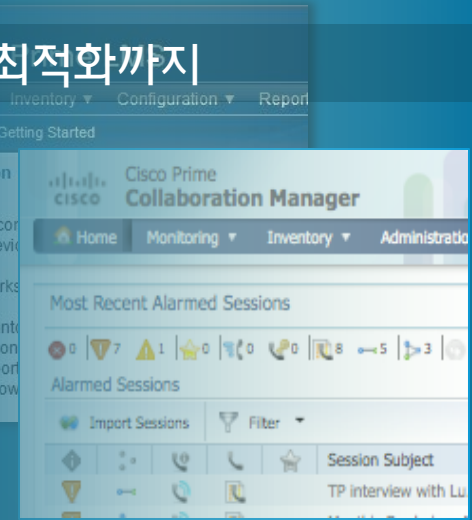 최적화까지
Inventory Configuration Report
Getting Started
cisco
Cisco Prime
Collaboration Manager
Home Monitoring Inventory Administratio
Most Recent Alarmed Sessions
0 7 1 0 0 0 8 5 3
Alarmed Sessions
Import Sessions Filter
Session Subject
TP interview with Lu